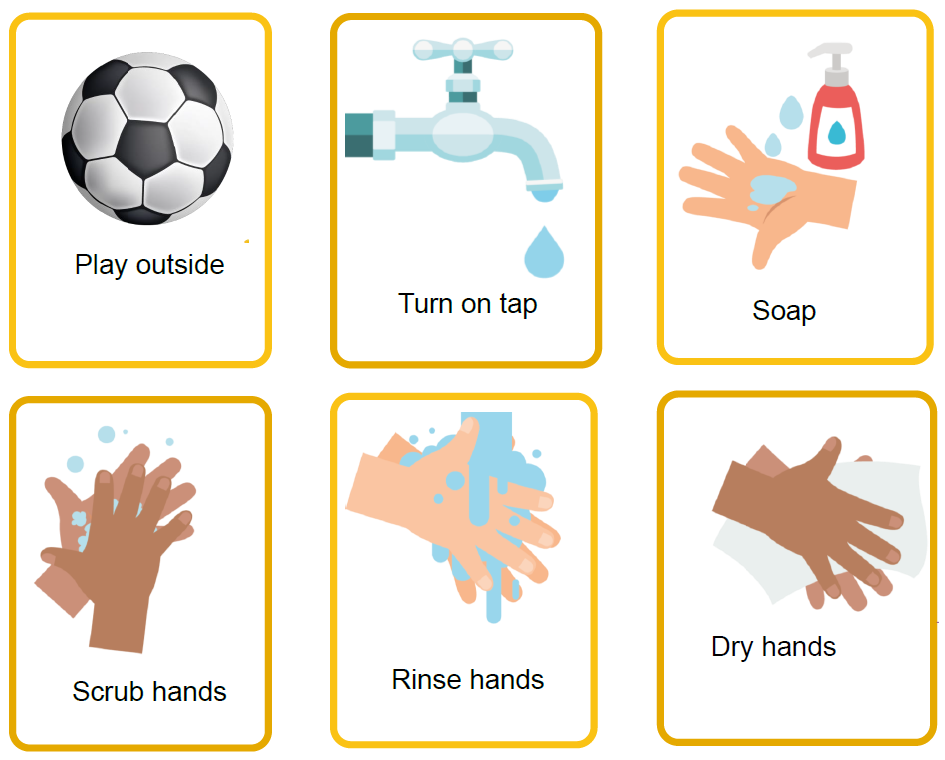 Play outside
Turn on tap
Soap
Scrub hands
Rinse hands
Dry hands